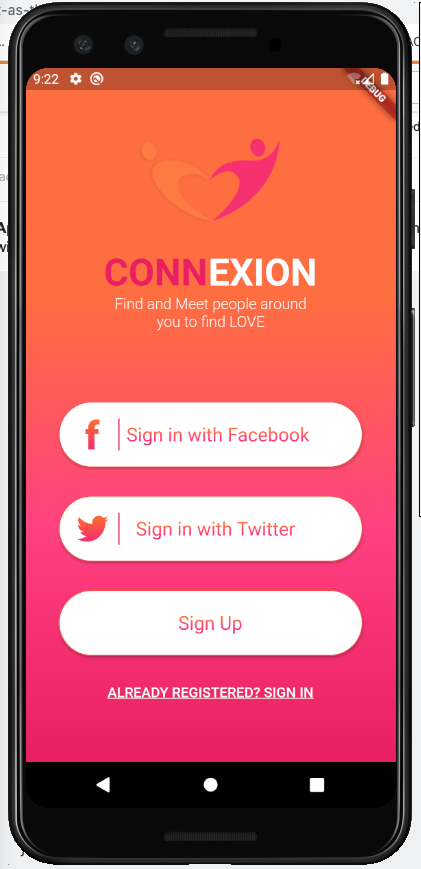 9:22
DEBUG
CONNEXION
Find and Meet people around
you to find LOVE
Sign in with Facebook
Sign in with Twitter
Sign Up
ALREADY REGISTERED? SIGN IN